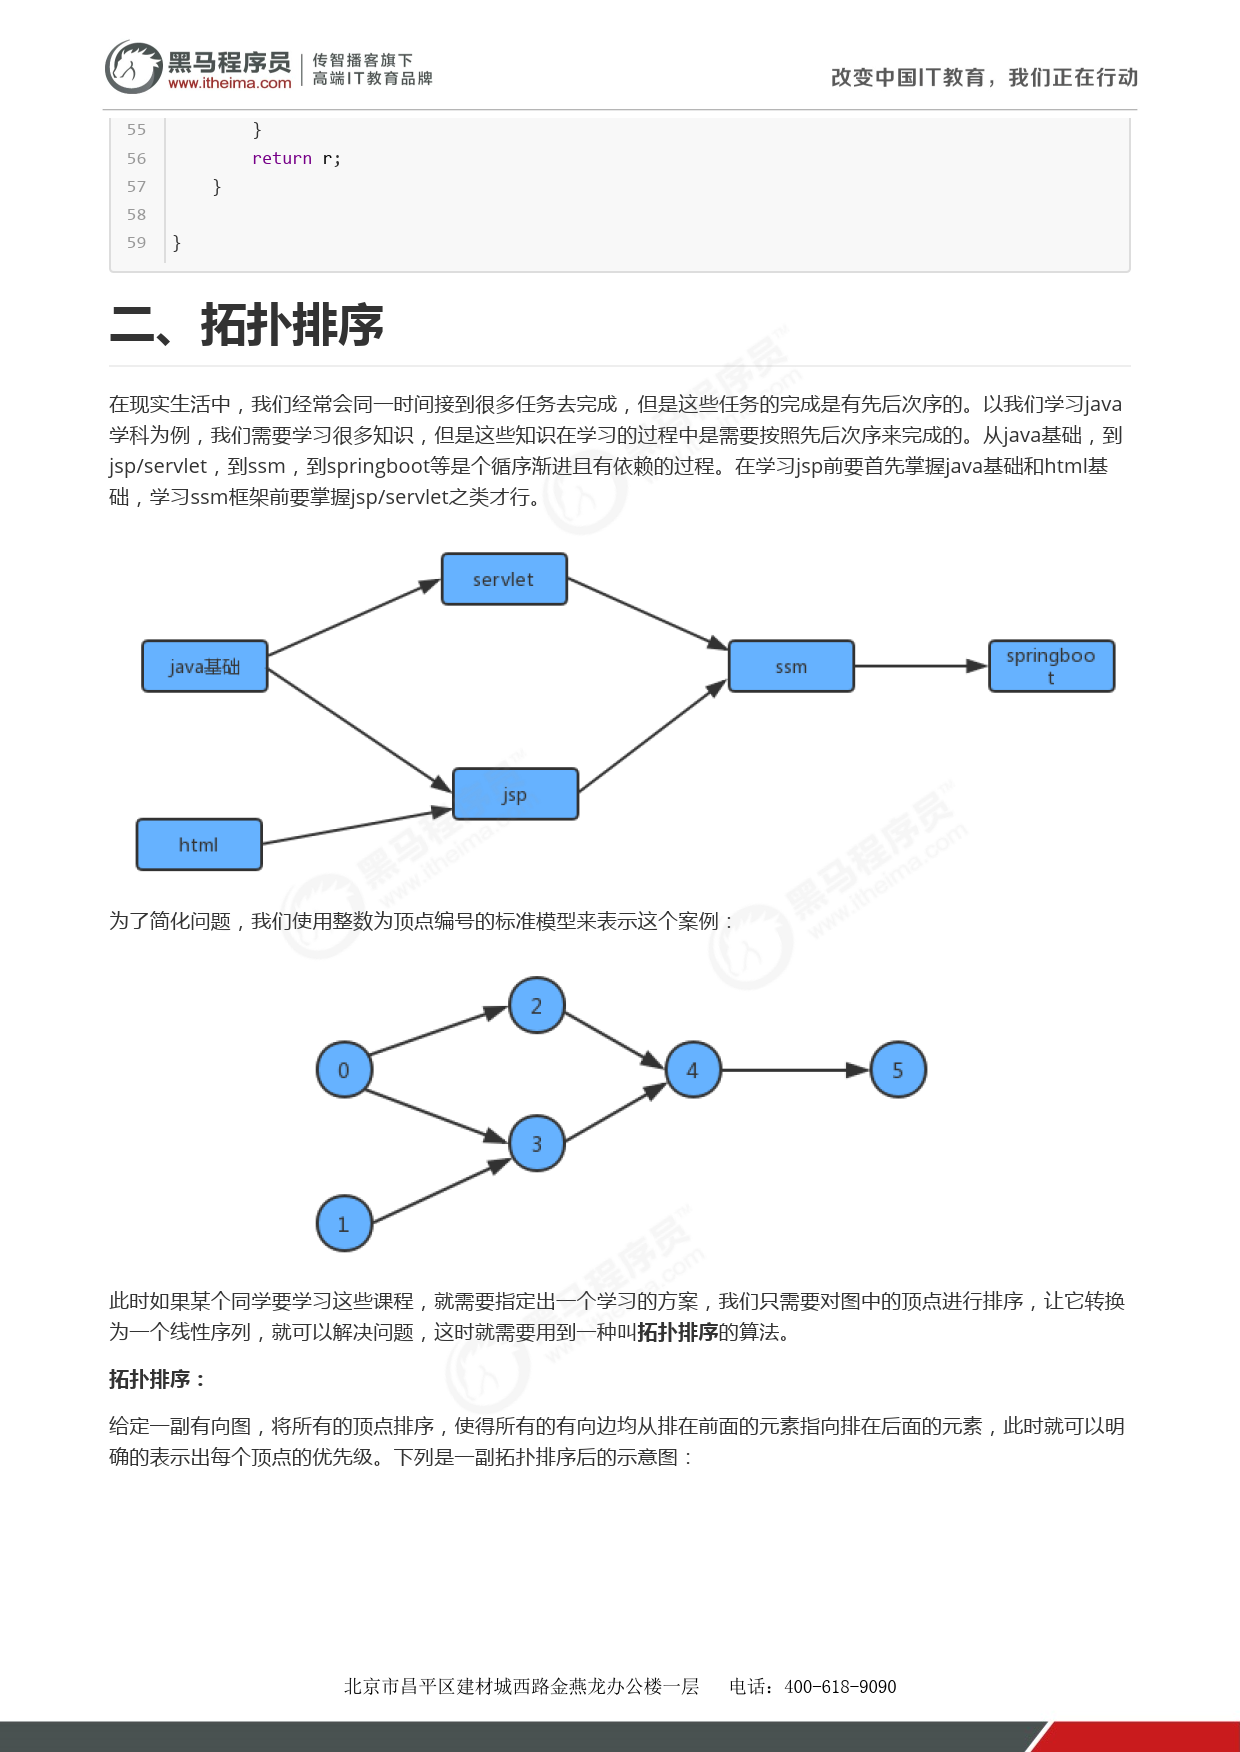 黑马程序员
www.itheima.com
传智播客旗下
高端IT教育品牌
改变中国IT教育，我们正在行动
55        }
56        return r;
57    }
58
59 }
二、拓扑排序
在现实生活中，我们经常会同一时间接到很多任务去完成，但是这些任务的完成是有先后次序的。以我们学习java
学科为例，我们需要学习很多知识，但是这些知识在学习的过程中是需要按照先后次序来完成的。从java基础，到
jsp/servlet，到ssm，到springboot等是个循序渐进且有依赖的过程。在学习jsp前要首先掌握java基础和html基
础，学习ssm框架前要掌握jsp/servlet之类才行。
servlet
java基础
ssm
springboo
t
jsp
html
为了简化问题，我们使用整数为顶点编号的标准模型来表示这个案例：
2
0
4
5
3
1
此时如果某个同学要学习这些课程，就需要指定出一个学习的方案，我们只需要对图中的顶点进行排序，让它转换
为一个线性序列，就可以解决问题，这时就需要用到一种叫拓扑排序的算法。
拓扑排序：
给定一副有向图，将所有的顶点排序，使得所有的有向边均从排在前面的元素指向排在后面的元素，此时就可以明
确的表示出每个顶点的优先级。下列是一副拓扑排序后的示意图：
北京市昌平区建材城西路金燕龙办公楼一层 电话：400-618-9090